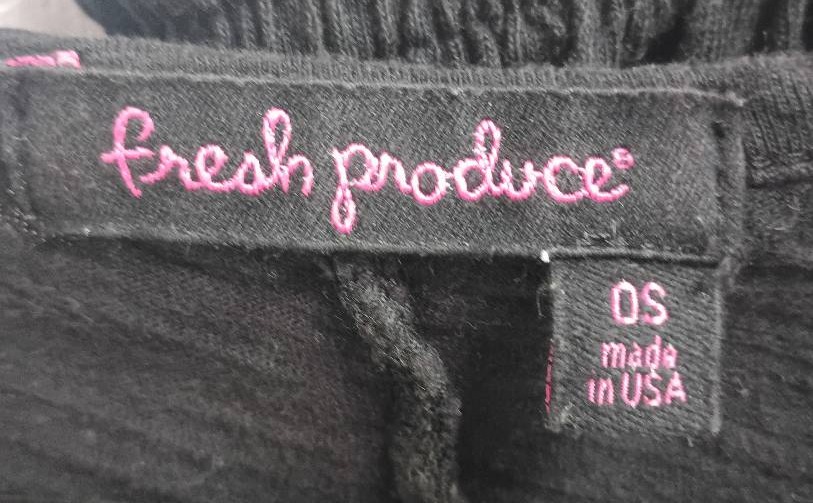 fresh produce®
OS
made
in USA